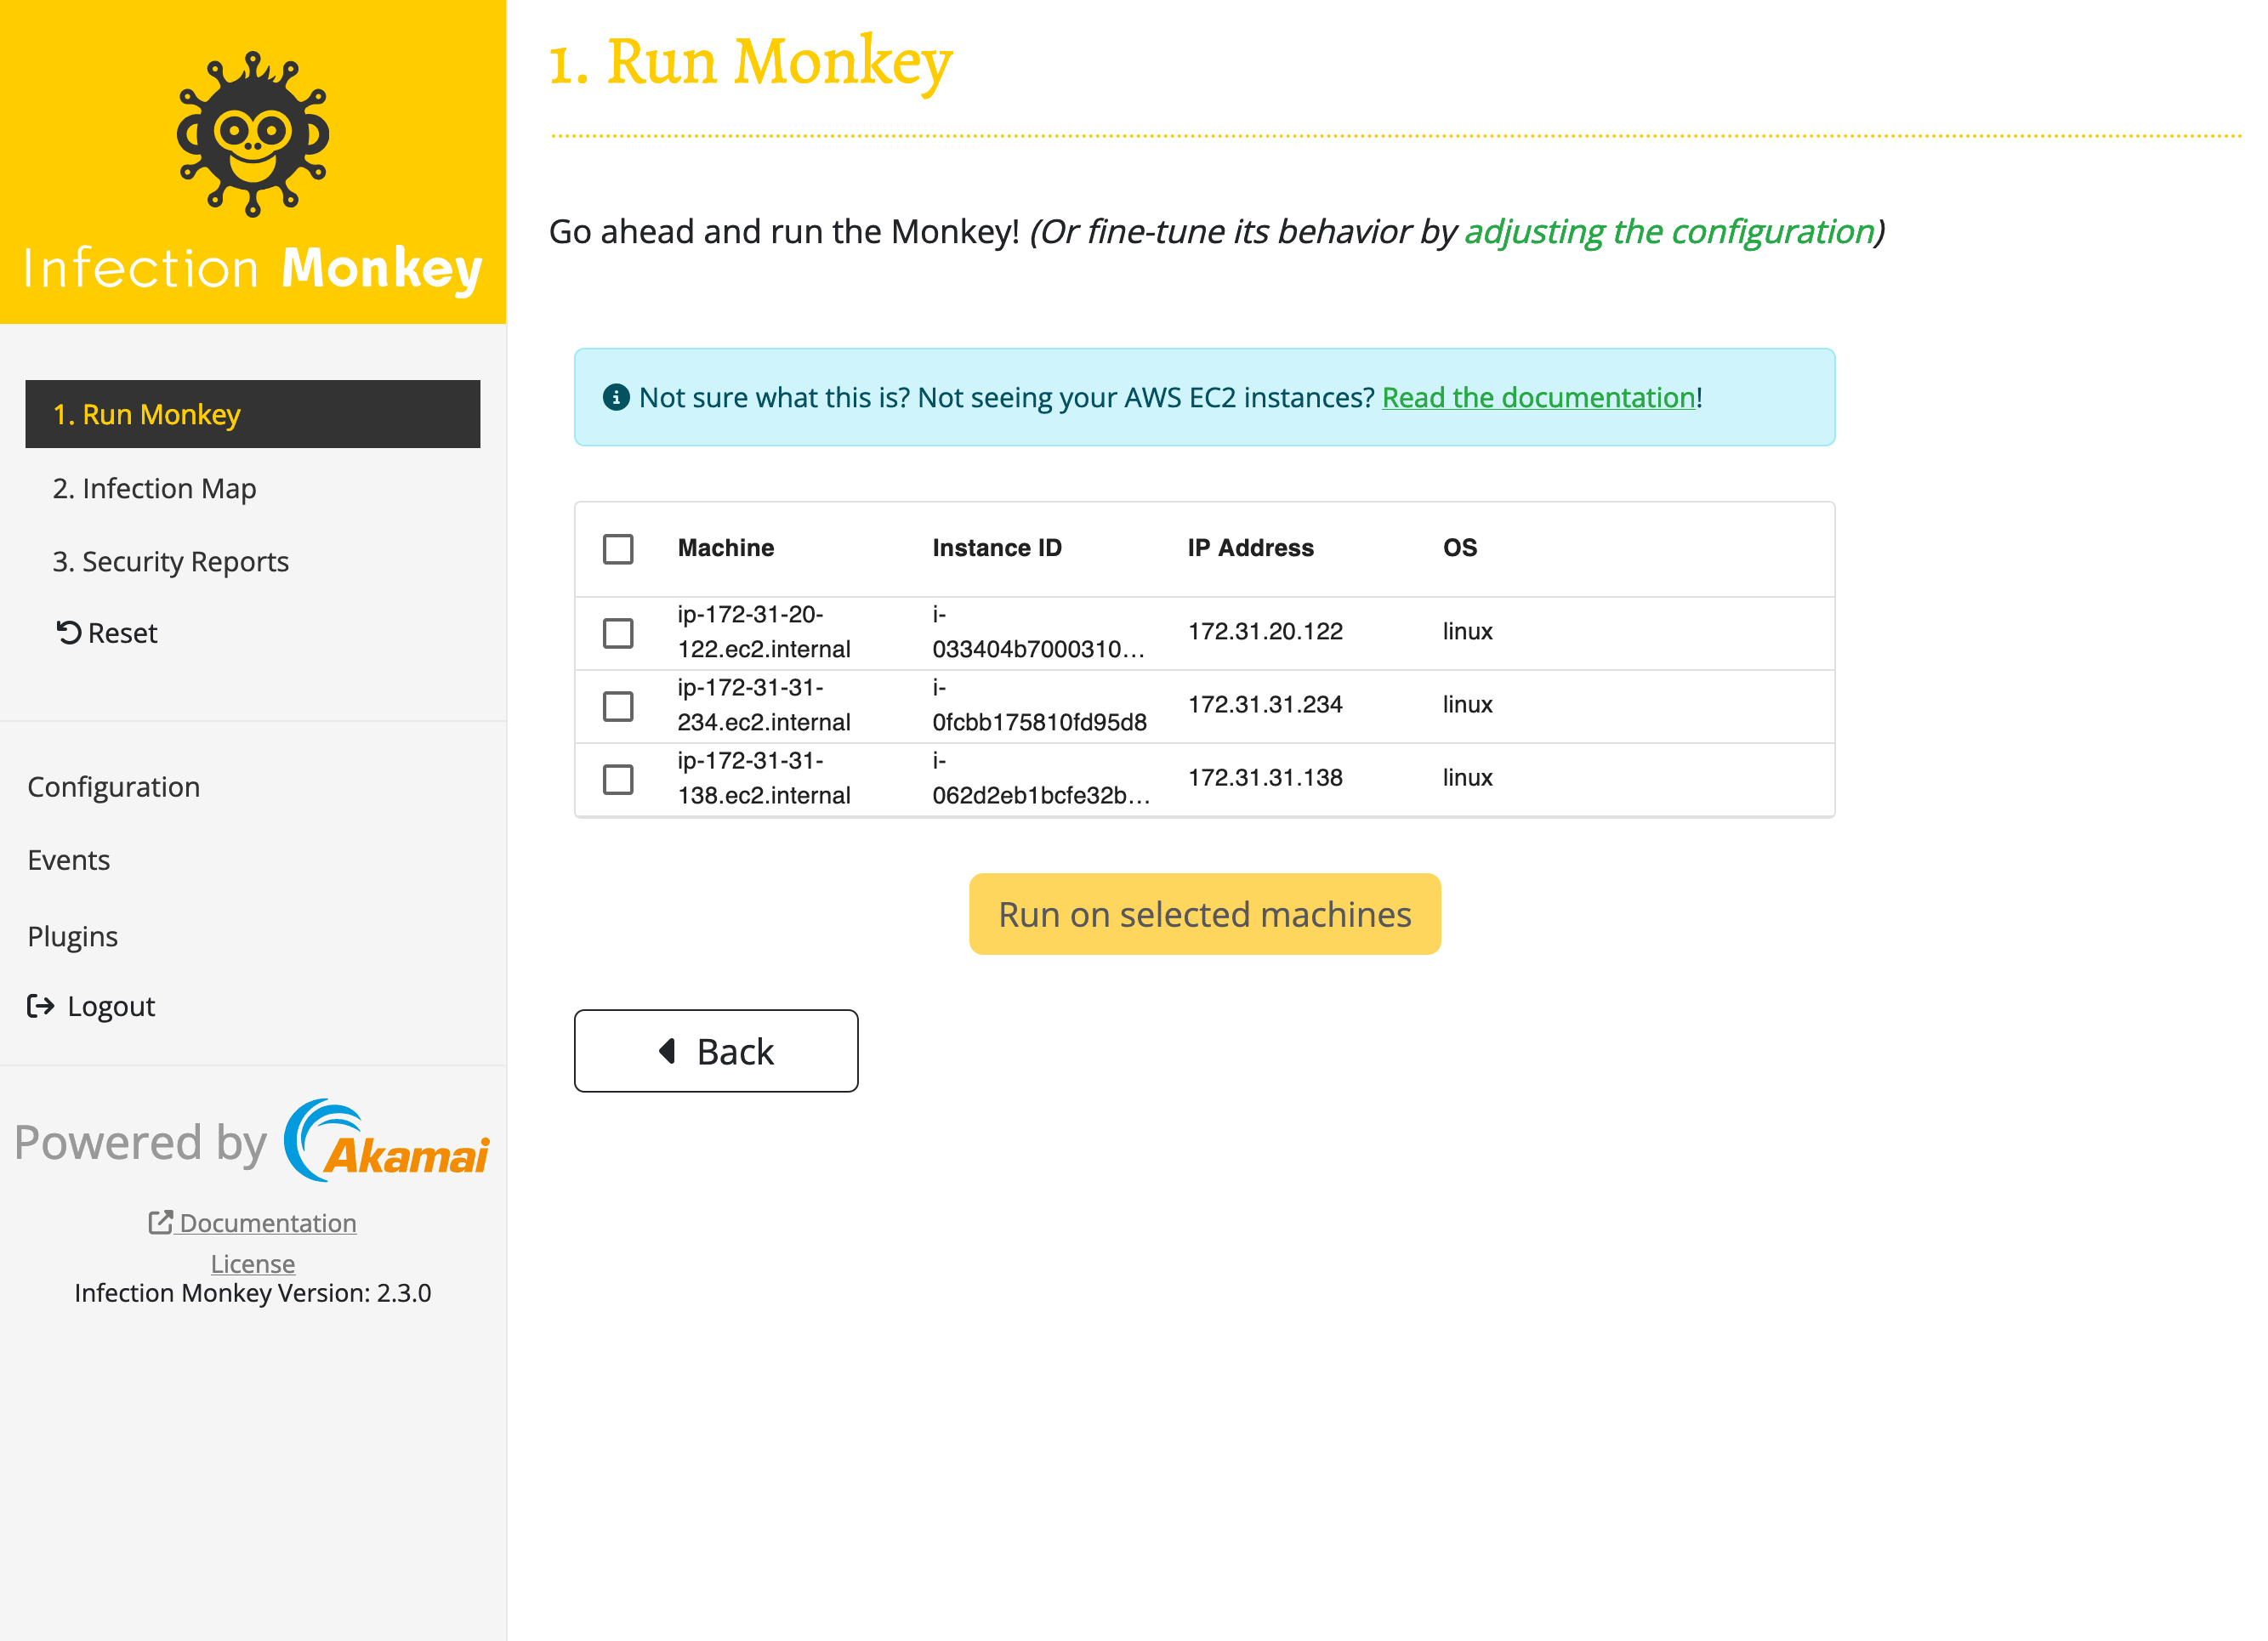 Infection Monkey
1. Run Monkey
2. Infection Map
3. Security Reports
Reset
Configuration
Events
Plugins
Logout
Powered by Akamai
Documentation
License
Infection Monkey Version: 2.3.0
1. Run Monkey
Go ahead and run the Monkey! (Or fine-tune its behavior by adjusting the configuration)
Not sure what this is? Not seeing your AWS EC2 instances? Read the documentation!
Machine Instance ID IP Address OS
ip-172-31-20- i-
122.ec2.internal 033404b7000310… 172.31.20.122 linux
ip-172-31-31- i-
234.ec2.internal 0fcbb175810fd95d8 172.31.31.234 linux
ip-172-31-31- i-
138.ec2.internal 062d2eb1bcfe32b… 172.31.31.138 linux
Run on selected machines
Back